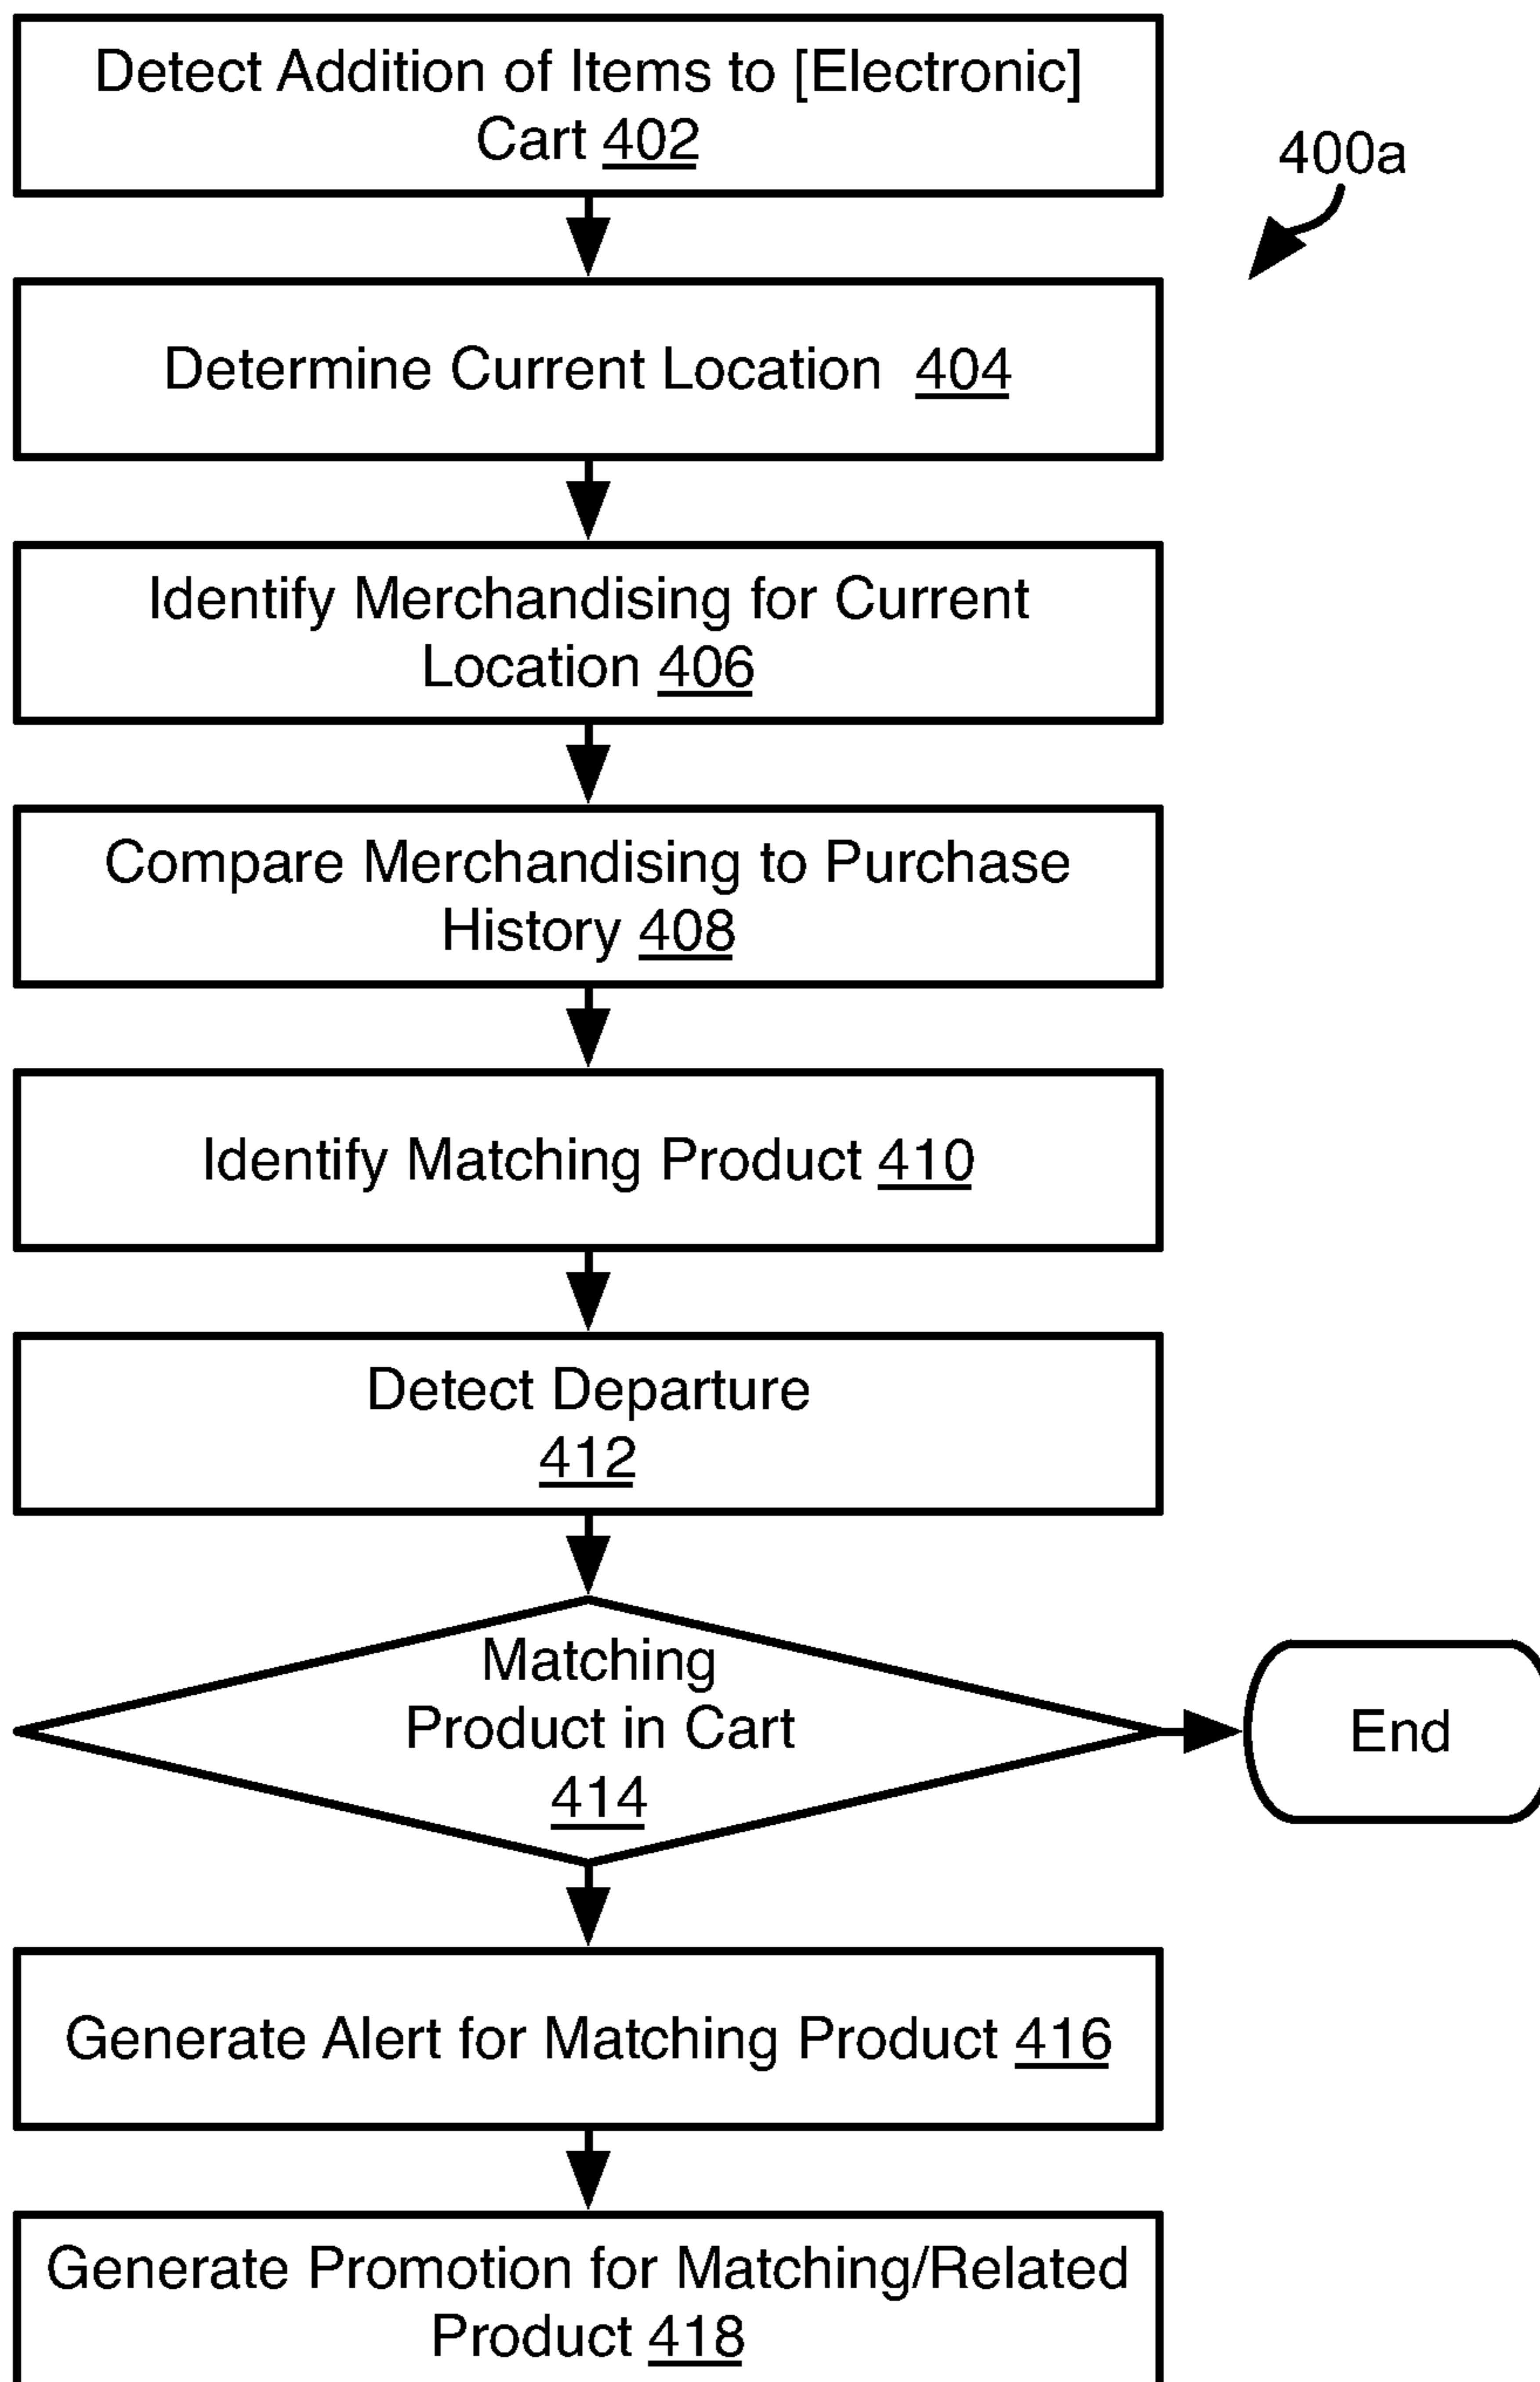 Detect Addition of Items to [Electronic]
Cart 402
400a
Determine Current Location 404
Identify Merchandising for Current
Location 406
Compare Merchandising to Purchase
History 408
Identify Matching Product 410
Detect Departure
412
Matching
Product in Cart
414
End
Generate Alert for Matching Product 416
Generate Promotion for Matching/Related
Product 418